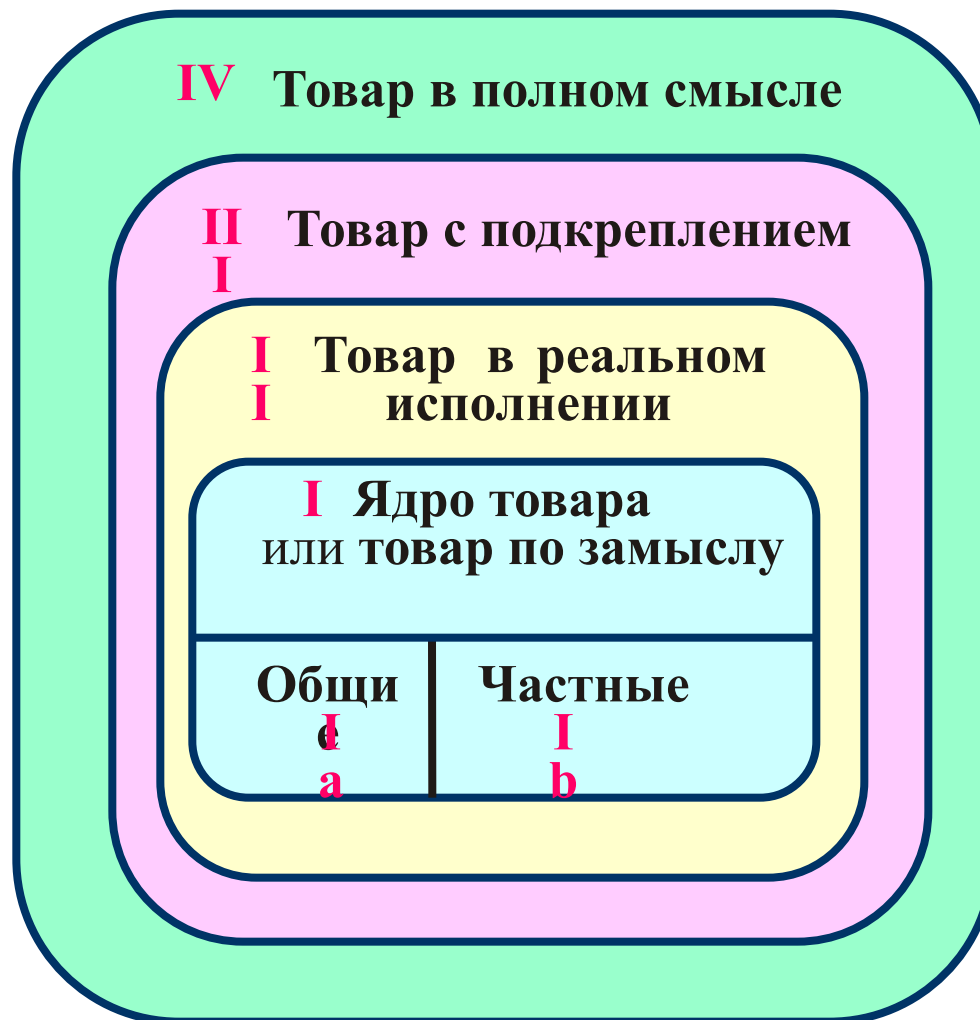 IV Товар в полном смысле
II Товар с подкреплением
I
I Товар в реальном
I исполнении
I Ядро товара
или товар по замыслу
Общи Частные
е I I
a b